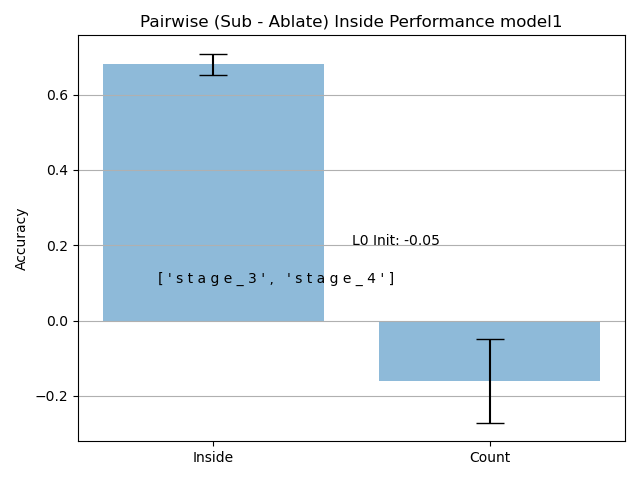 Pairwise (Sub - Ablate) Inside Performance model1
Accuracy
0.6
0.4
0.2
0.0
−0.2
L0 Init: -0.05
['stage_3', 'stage_4']
Inside
Count